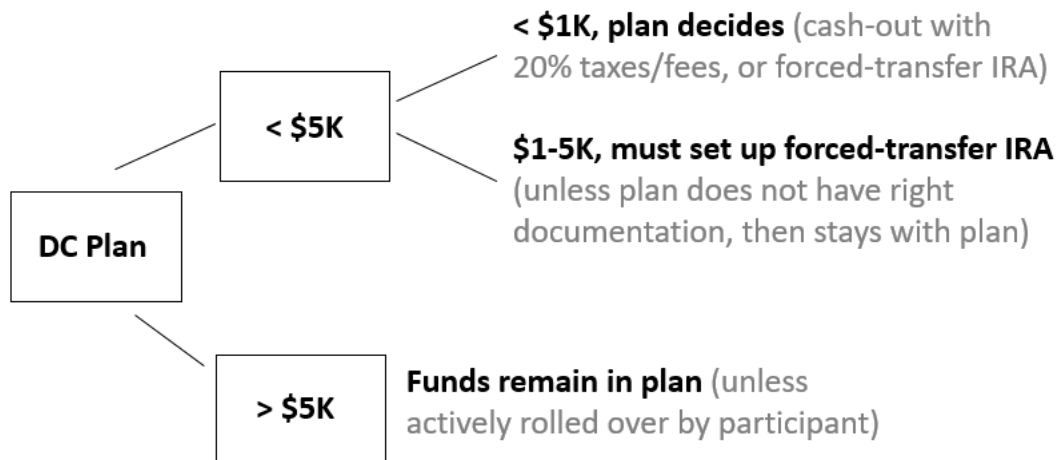 < $1K, plan decides (cash-out with
20% taxes/fees, or forced-transfer IRA)
< $5K
$1-5K, must set up forced-transfer IRA
(unless plan does not have right
documentation, then stays with plan)
DC Plan
Funds remain in plan (unless
actively rolled over by participant)
> $5K